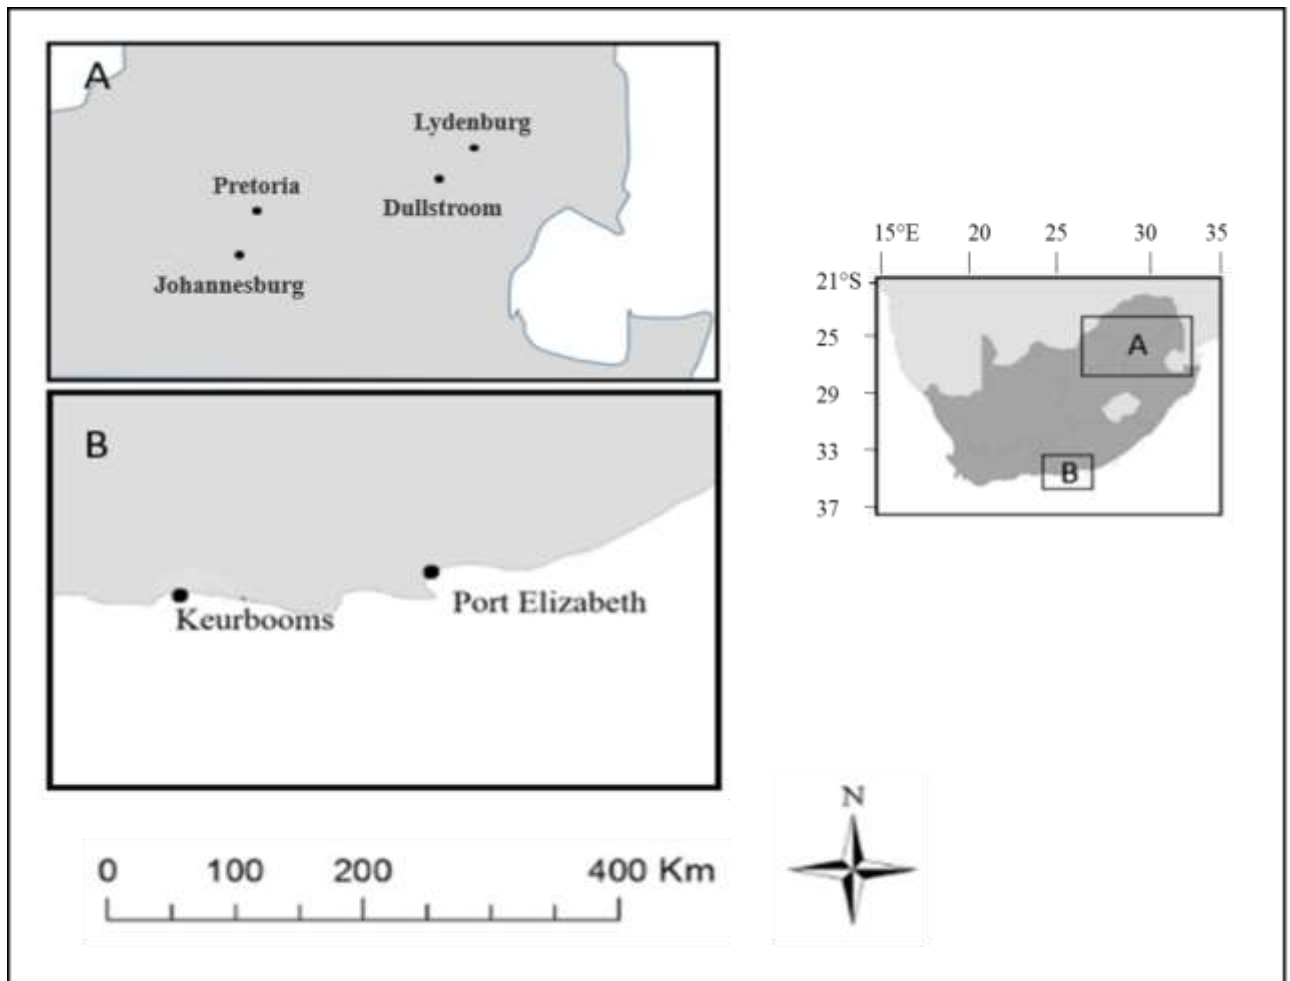 A
Lydenburg
Pretoria
Dullstroom
Johannesburg
B
Keurbooms
Port Elizabeth
15°E 20 25 30 35
21°S
25
29
33
37
A
B
N
0 100 200 400 Km